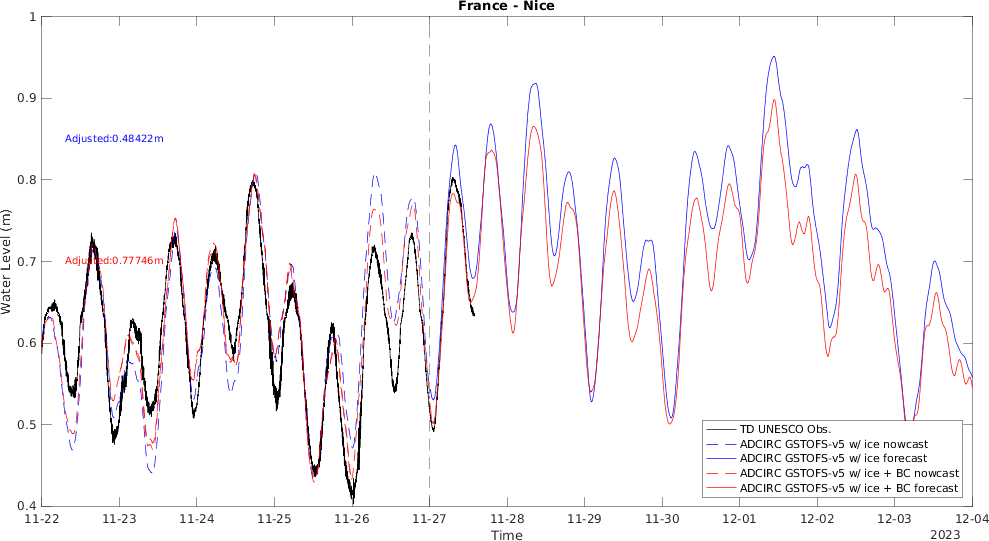 France - Nice
Water Level (m)
1
0.9
0.8
0.7
0.6
0.5
0.4
Adjusted:0.48422m
Adjusted:0.77746m
TD UNESCO Obs.
ADCIRC GSTOFS-v5 w/ ice nowcast
ADCIRC GSTOFS-v5 w/ ice forecast
ADCIRC GSTOFS-v5 w/ ice + BC nowcast
ADCIRC GSTOFS-v5 w/ ice + BC forecast
11-22 11-23 11-24 11-25 11-26 11-27 11-28 11-29 11-30 12-01 12-02 12-03 12-04
Time
2023